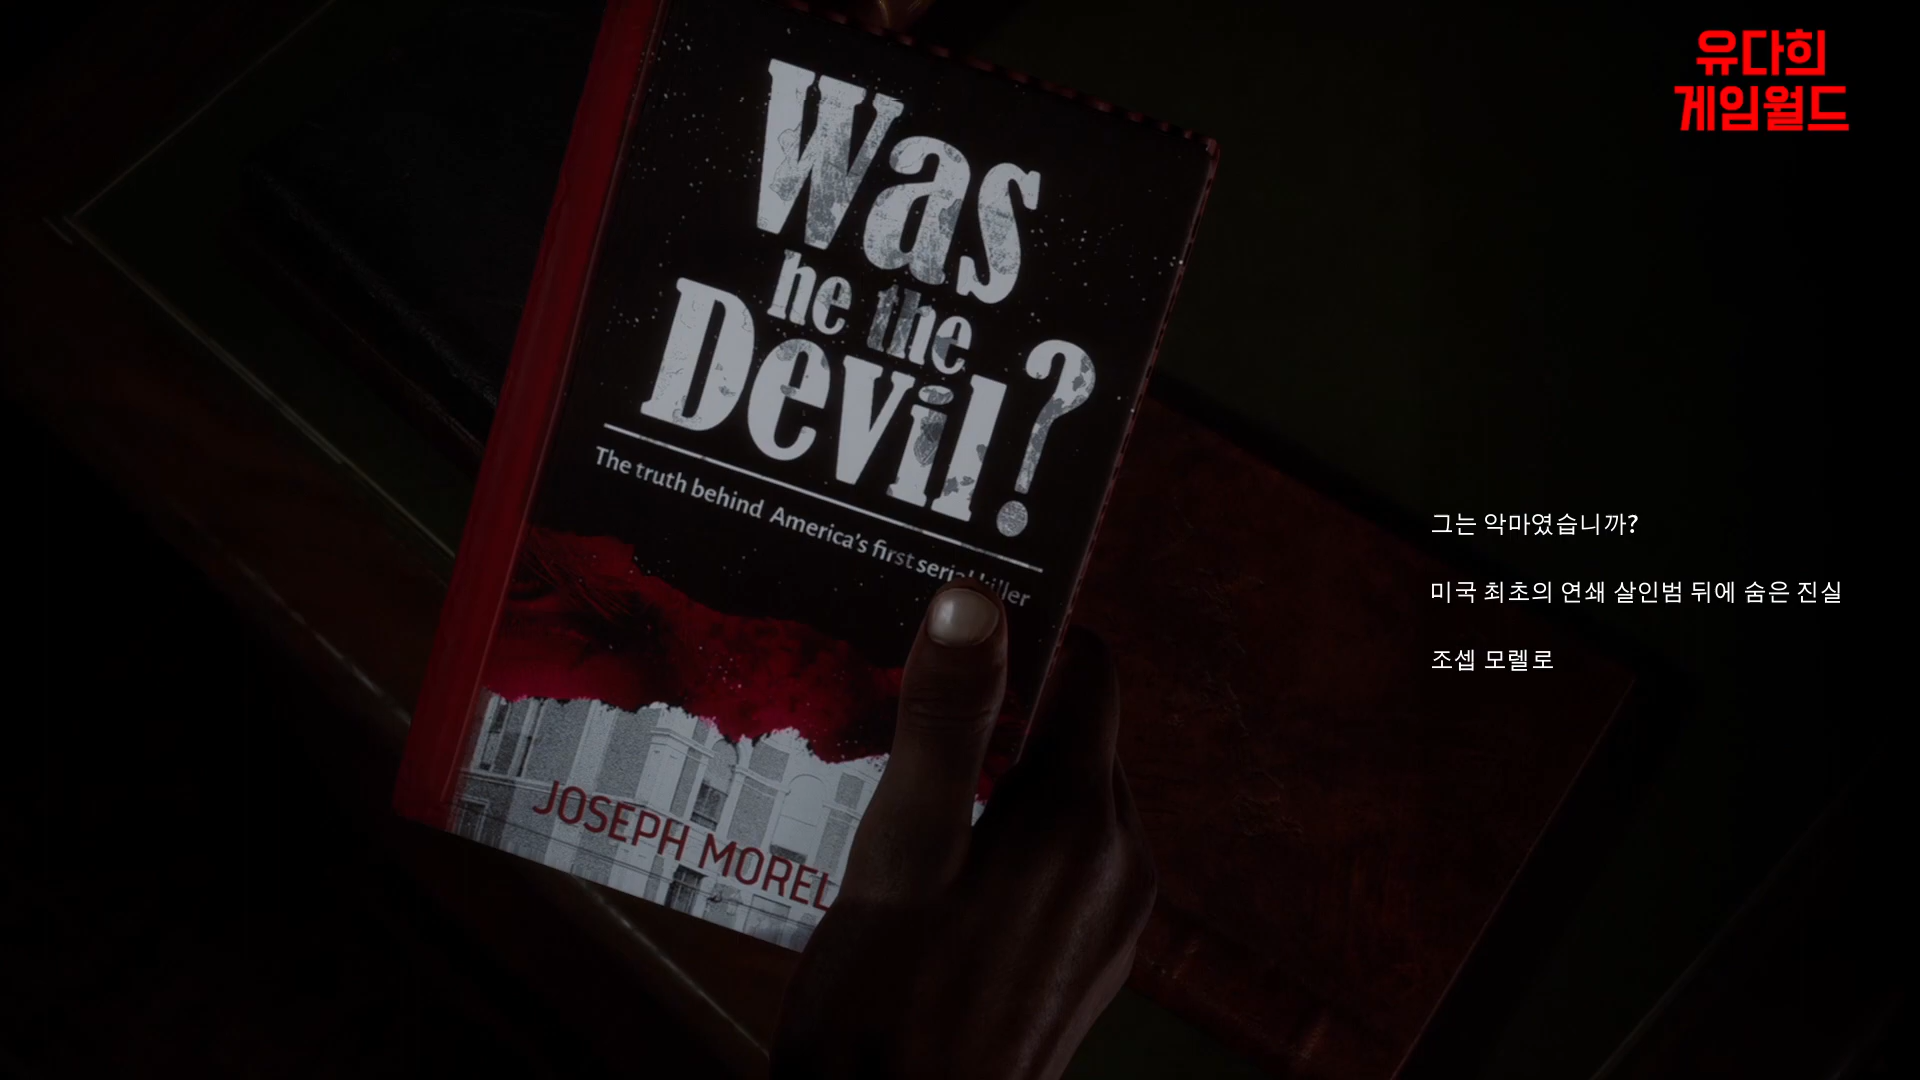 유다희
게임월드
Was
he the
Devil?
The truth behind America's first serial killer
JOSEPH MOREL
그는 악마였습니까?
미국 최초의 연쇄 살인범 뒤에 숨은 진실
조셉 모렐로